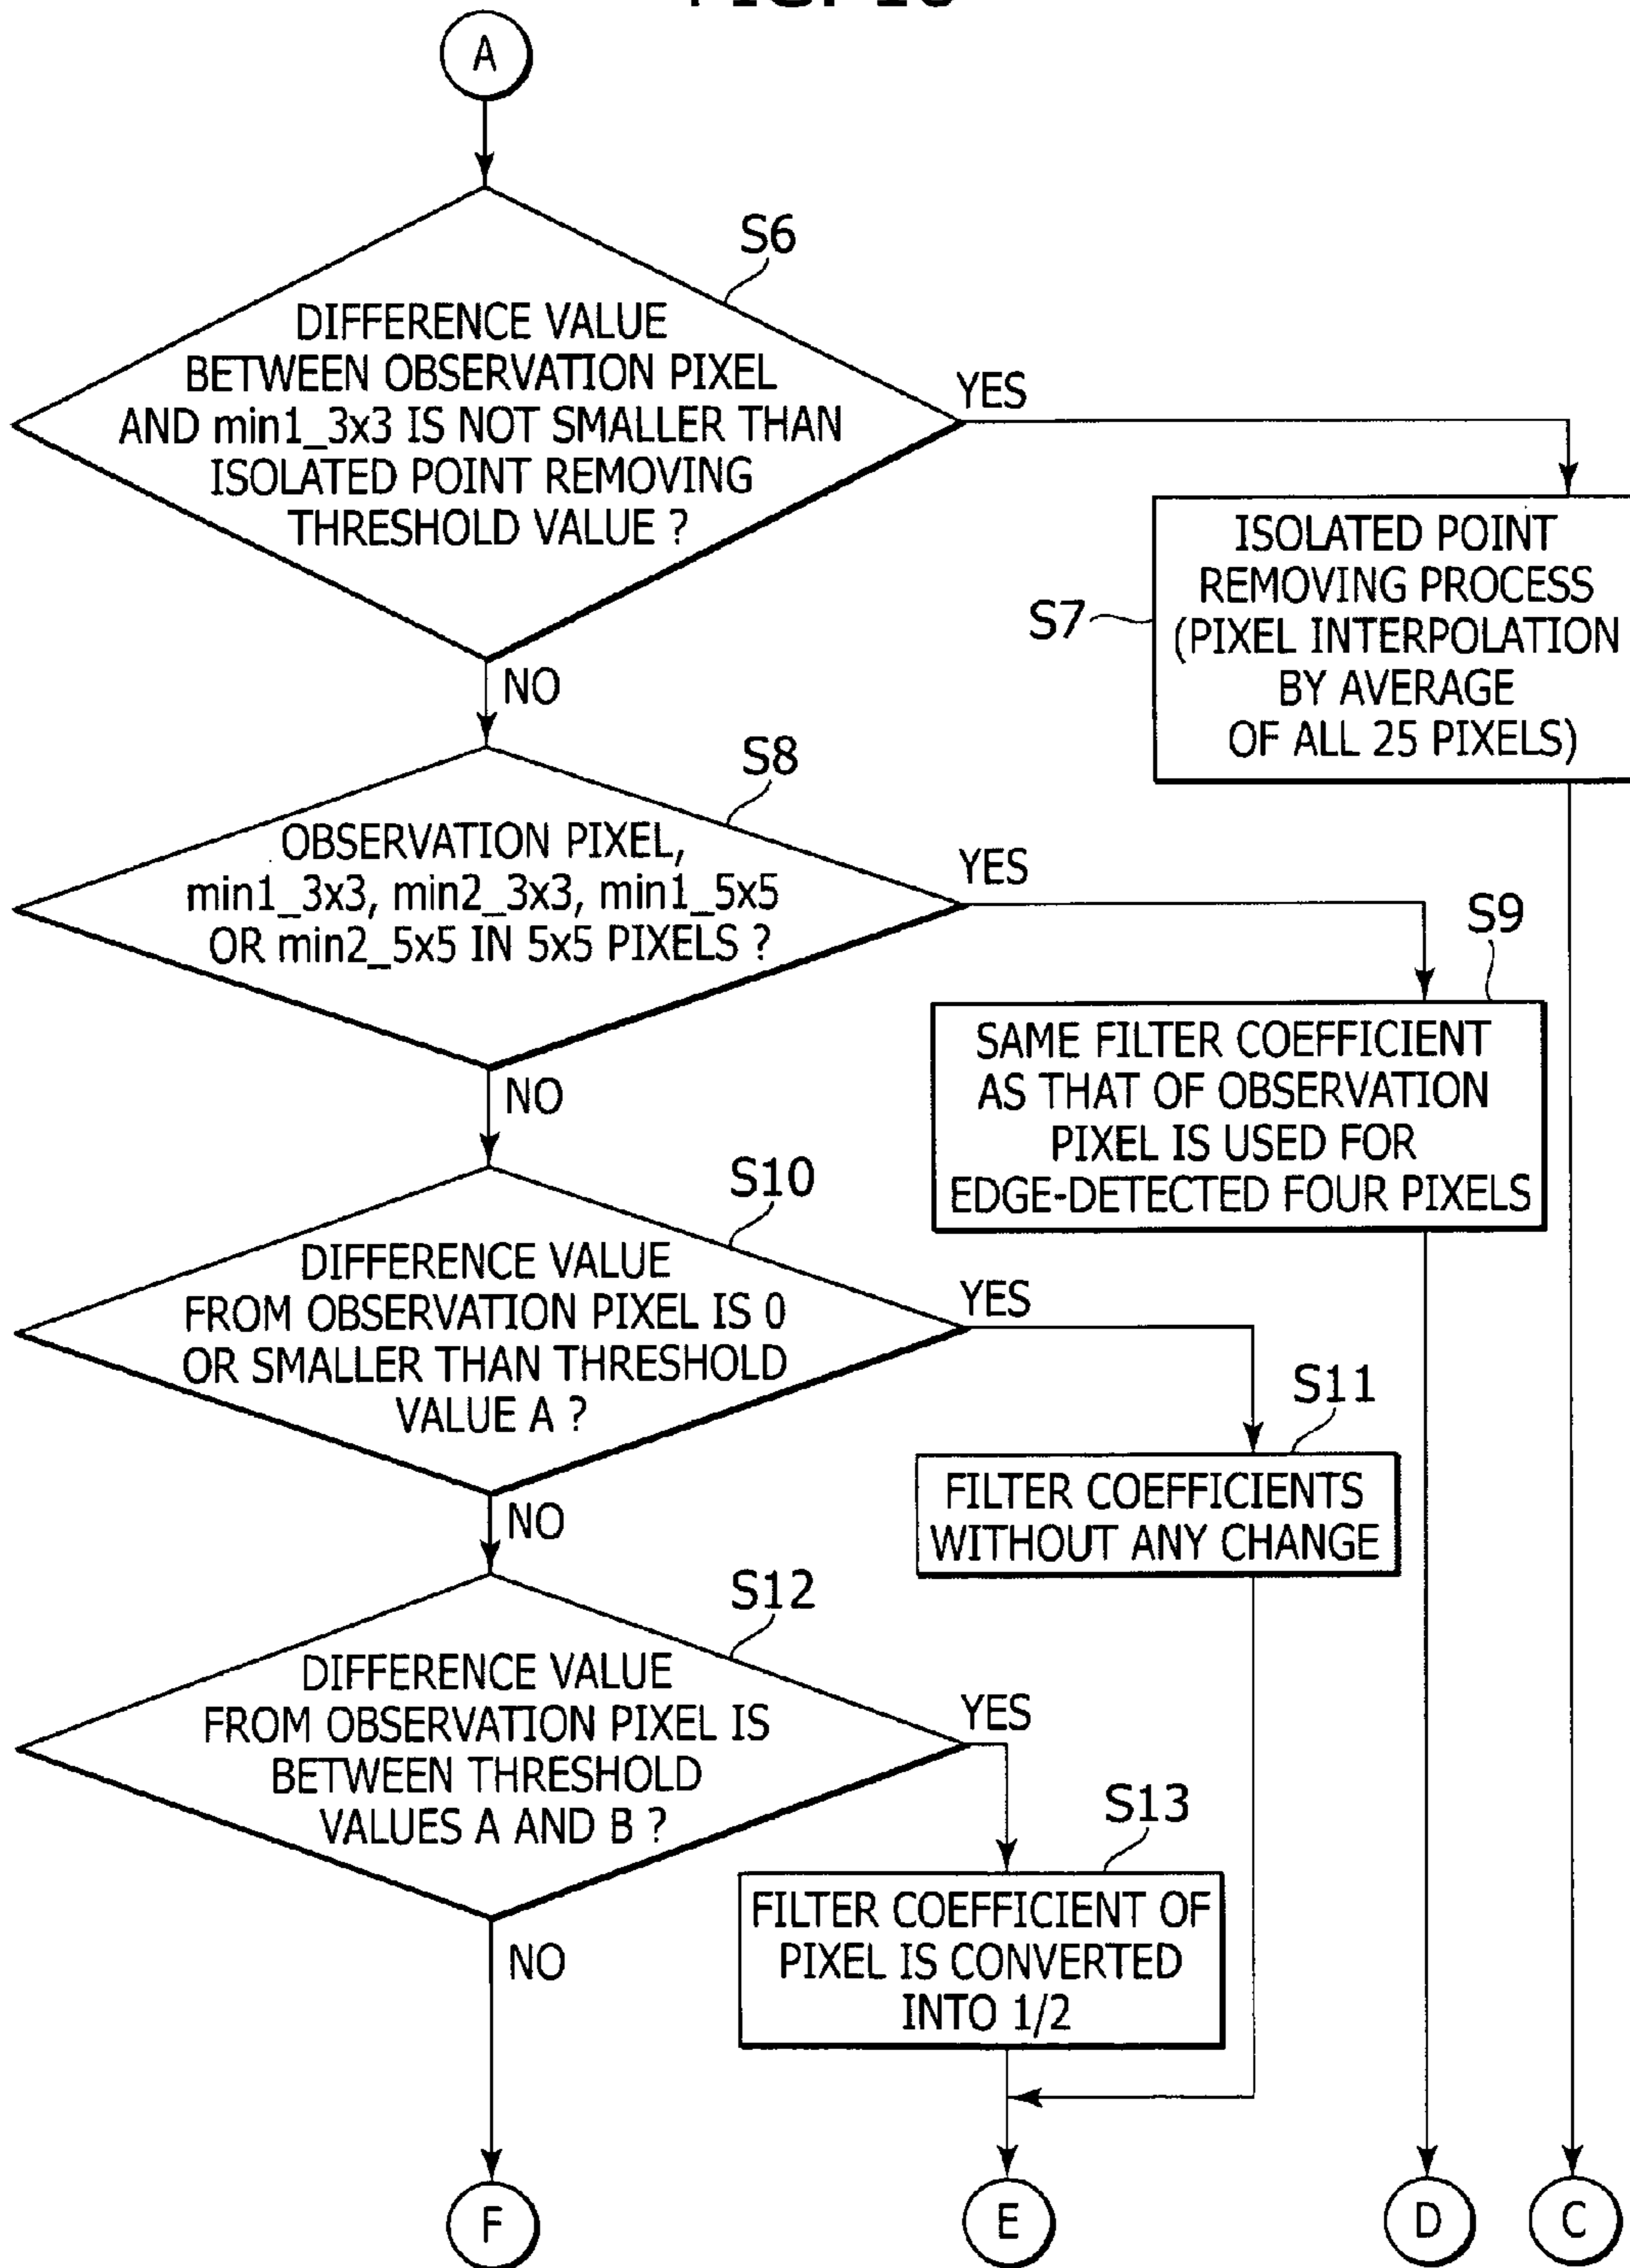 A
S6
DIFFERENCE VALUE
BETWEEN OBSERVATION PIXEL
AND min1_3x3 IS NOT SMALLER THAN
ISOLATED POINT REMOVING
THRESHOLD VALUE ?
YES
NO
S7
ISOLATED POINT
REMOVING PROCESS
(PIXEL INTERPOLATION
BY AVERAGE
OF ALL 25 PIXELS)
S8
OBSERVATION PIXEL,
min1_3x3, min2_3x3, min1_5x5
OR min2_5x5 IN 5x5 PIXELS ?
YES
NO
S9
SAME FILTER COEFFICIENT
AS THAT OF OBSERVATION
PIXEL IS USED FOR
EDGE-DETECTED FOUR PIXELS
S10
DIFFERENCE VALUE
FROM OBSERVATION PIXEL IS 0
OR SMALLER THAN THRESHOLD
VALUE A ?
YES
NO
S11
FILTER COEFFICIENTS
WITHOUT ANY CHANGE
S12
DIFFERENCE VALUE
FROM OBSERVATION PIXEL IS
BETWEEN THRESHOLD
VALUES A AND B ?
YES
NO
S13
FILTER COEFFICIENT OF
PIXEL IS CONVERTED
INTO 1/2
F
E
D
C